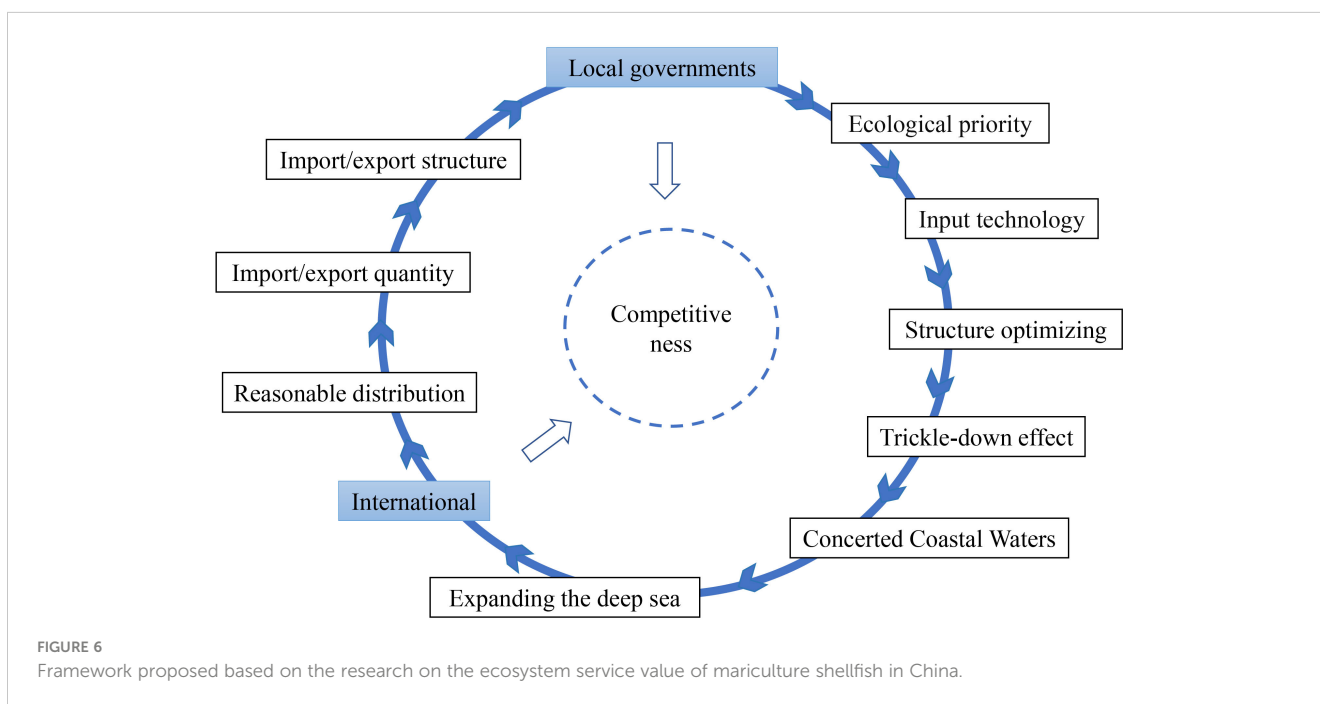 Local governments
Ecological priority
Import/export structure
Input technology
Import/export quantity
Competitive
ness
Structure optimizing
Reasonable distribution
Trickle-down effect
International
Concerted Coastal Waters
Expanding the deep sea
FIGURE 6
Framework proposed based on the research on the ecosystem service value of mariculture shellfish in China.